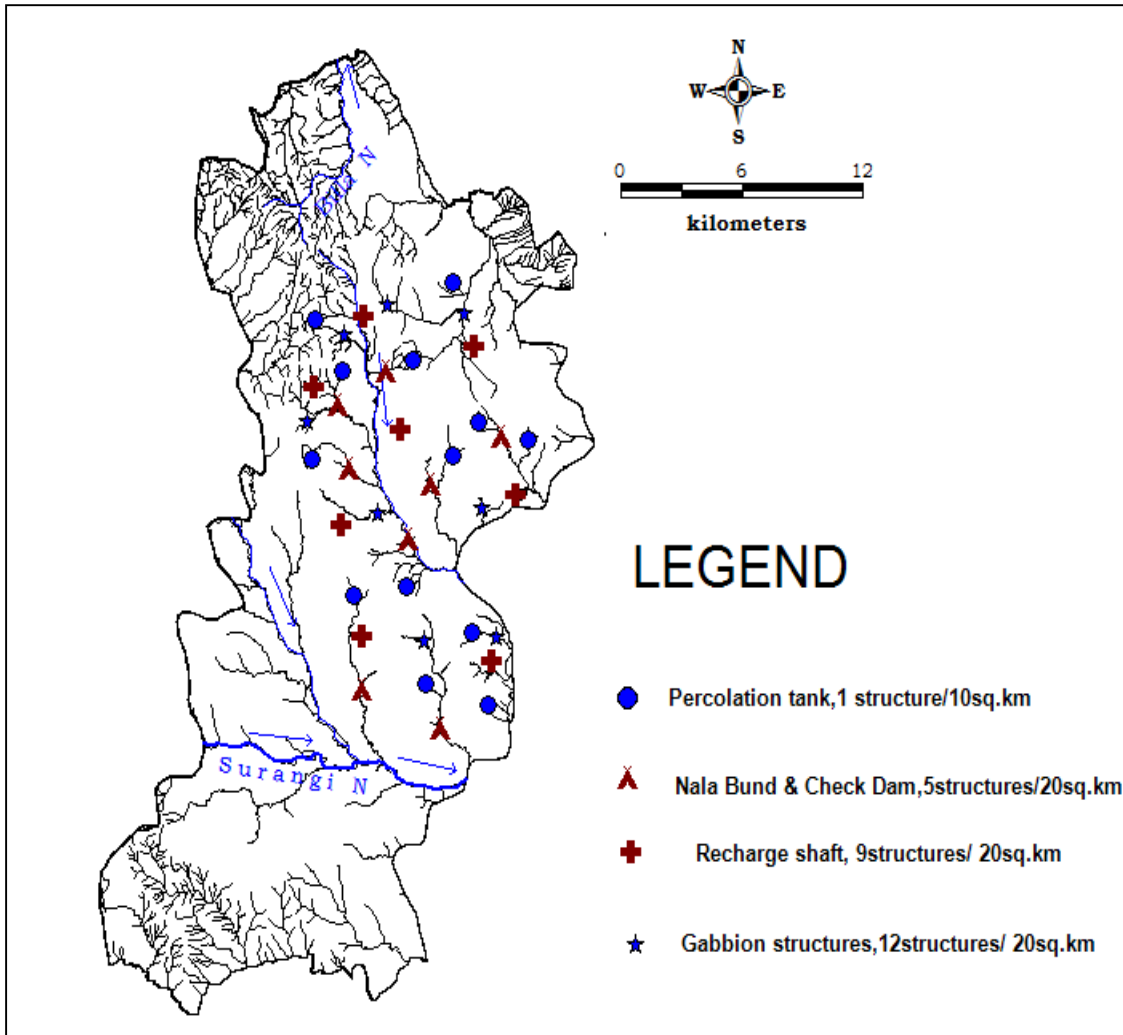 N
W E
S
0 6 12
kilometers
Surangi N
LEGEND
Percolation tank,1 structure/10sq.km
Nala Bund & Check Dam,5structures/20sq.km
Recharge shaft, 9structures/ 20sq.km
Gabbion structures,12structures/ 20sq.km